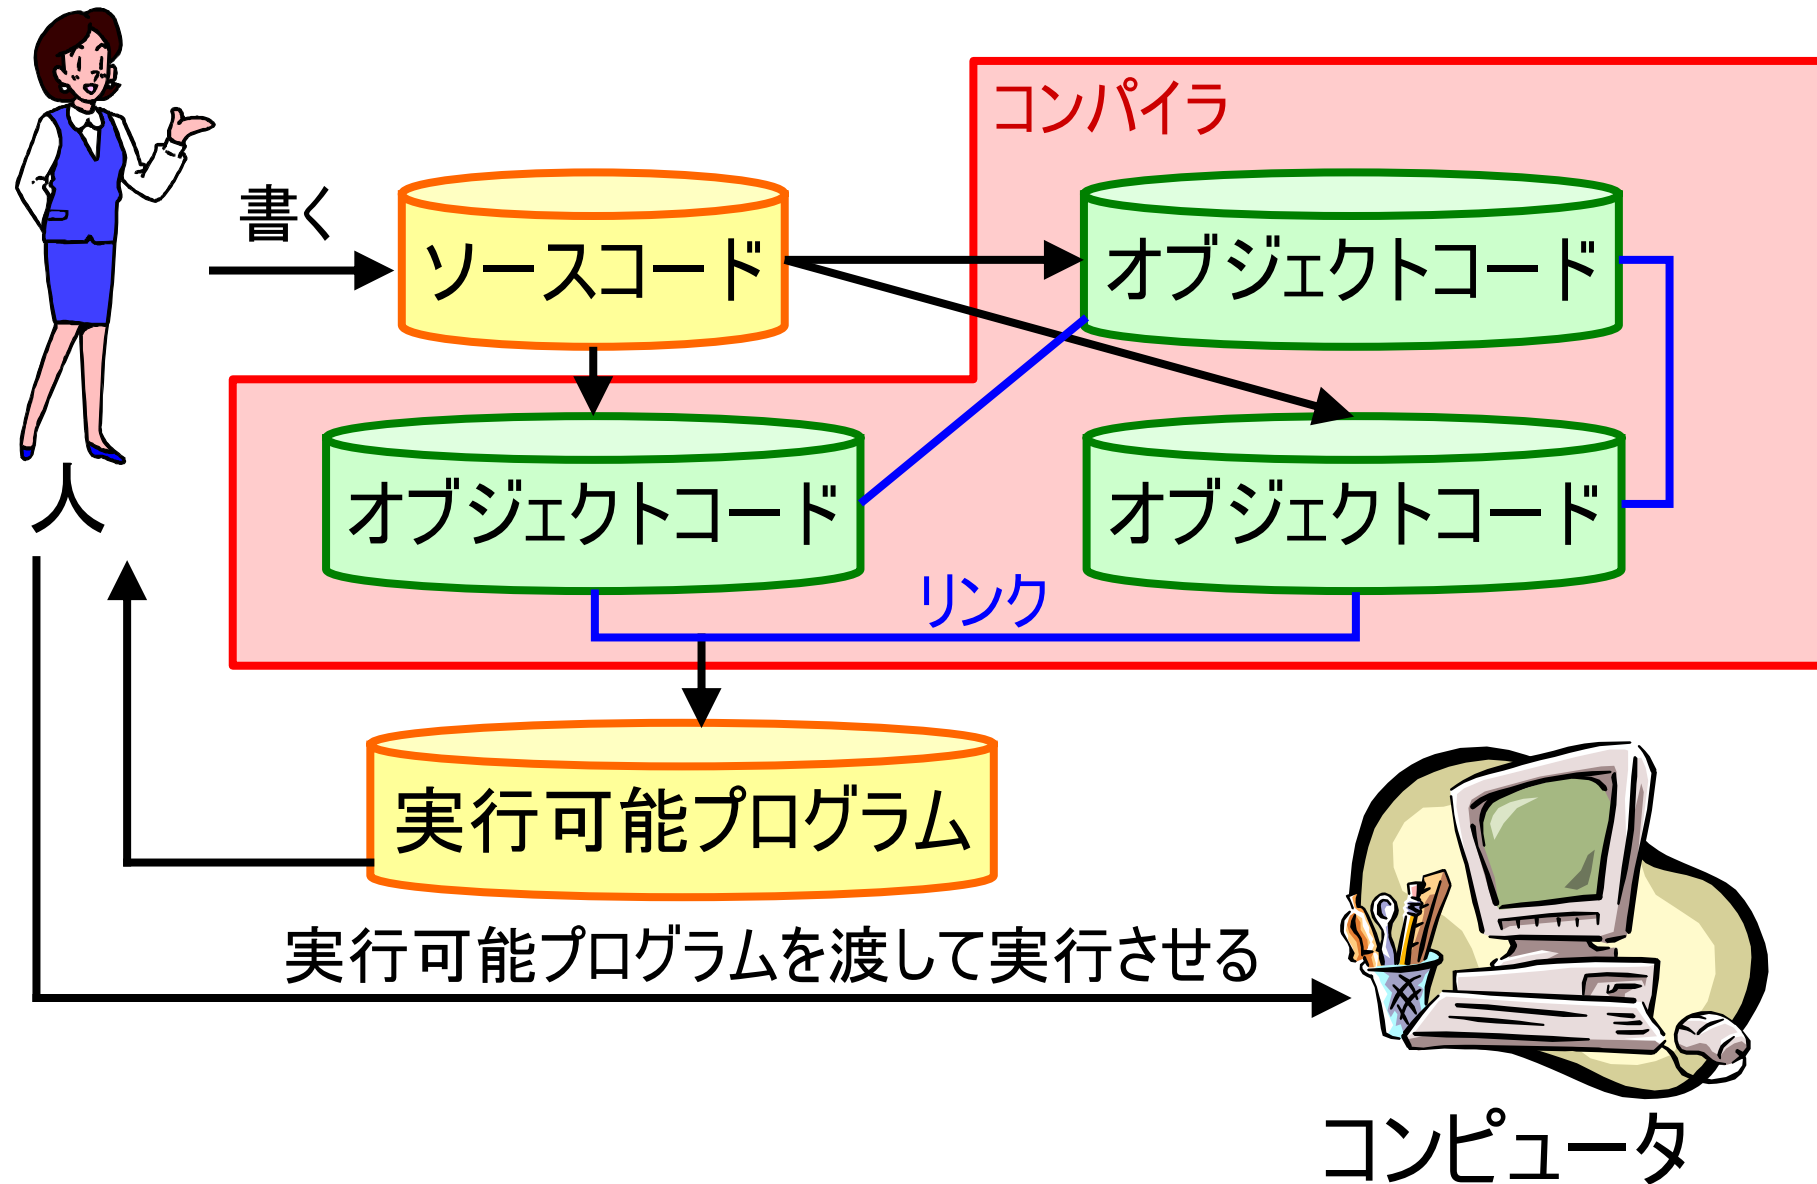 コンパイラ
書く
ソースコード
オブジェクトコード
オブジェクトコード
オブジェクトコード
人
リンク
実行可能プログラム
実行可能プログラムを渡して実行させる
コンピュータ